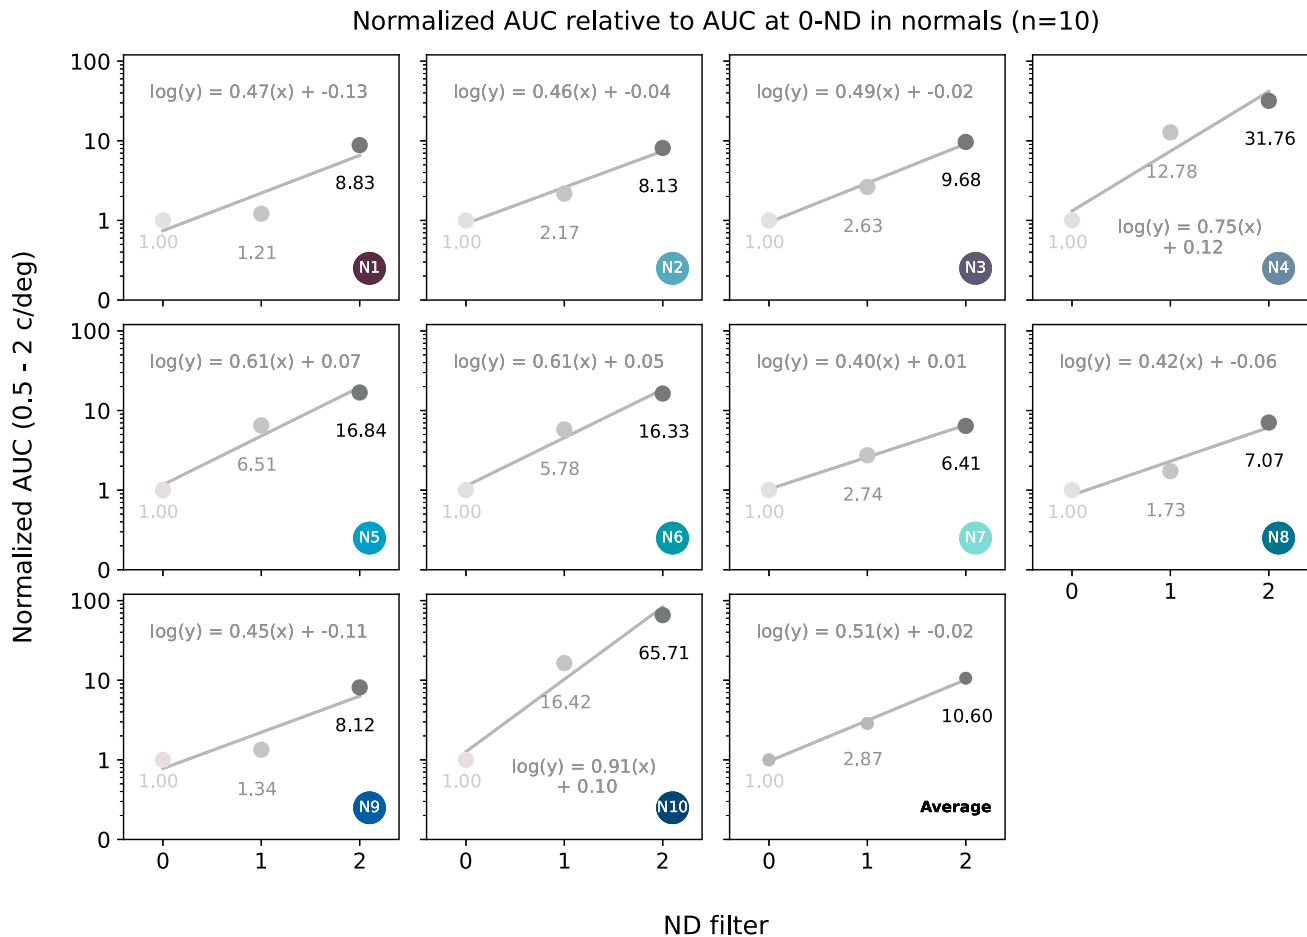 Normalized AUC relative to AUC at 0-ND in normals (n=10)
Normalized AUC (0.5 - 2 c/deg)
100
10
1
0
log(y) = 0.47(x) + -0.13
8.83
1.00
1.21
N1
log(y) = 0.46(x) + -0.04
8.13
1.00
2.17
N2
log(y) = 0.49(x) + -0.02
9.68
1.00
2.63
N3
31.76
12.78
1.00
log(y) = 0.75(x)
+ 0.12
N4
100
10
1
0
log(y) = 0.61(x) + 0.07
16.84
6.51
1.00
N5
log(y) = 0.61(x) + 0.05
16.33
5.78
1.00
N6
log(y) = 0.40(x) + 0.01
6.41
2.74
1.00
N7
log(y) = 0.42(x) + -0.06
7.07
1.73
1.00
N8
0 1 2
100
10
1
0
log(y) = 0.45(x) + -0.11
8.12
1.00
1.34
N9
0 1 2
65.71
16.42
1.00
log(y) = 0.91(x)
+ 0.10
N10
0 1 2
log(y) = 0.51(x) + -0.02
10.60
2.87
1.00
Average
0 1 2
ND filter